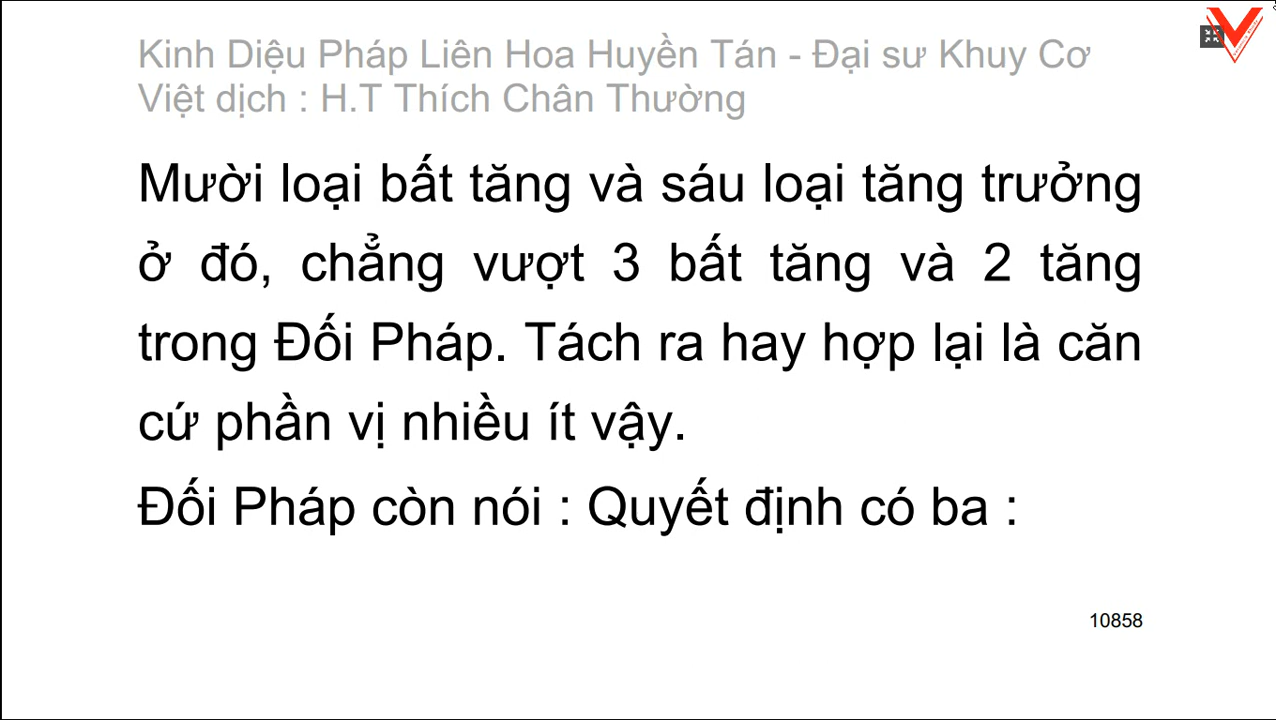 Kinh Diệu Pháp Liên Hoa Huyền Tán - Đại sư Khuy Cơ
Việt dịch : H.T Thích Chân Thường
Mười loại bất tăng và sáu loại tăng trưởng
ở đó, chẳng vượt 3 bất tăng và 2 tăng
trong Đối Pháp. Tách ra hay hợp lại là căn
cứ phần vị nhiều ít vậy.
Đối Pháp còn nói : Quyết định có ba :
10858